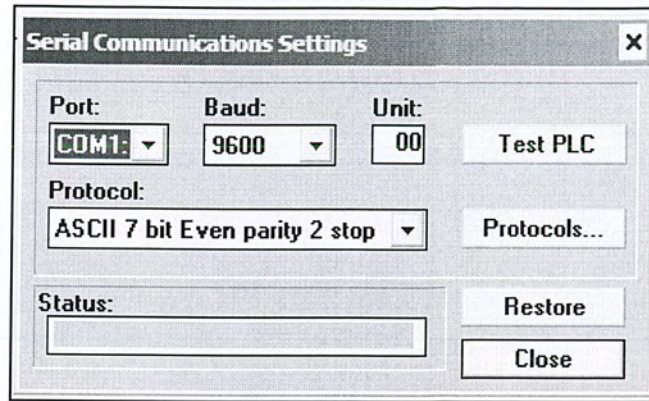 Serial Communications Settings
Port: Baud: Unit:
COM1: 9600 00 Test PLC
Protocol:
ASCII 7 bit Even parity 2 stop Protocols...
Status: Restore
Close